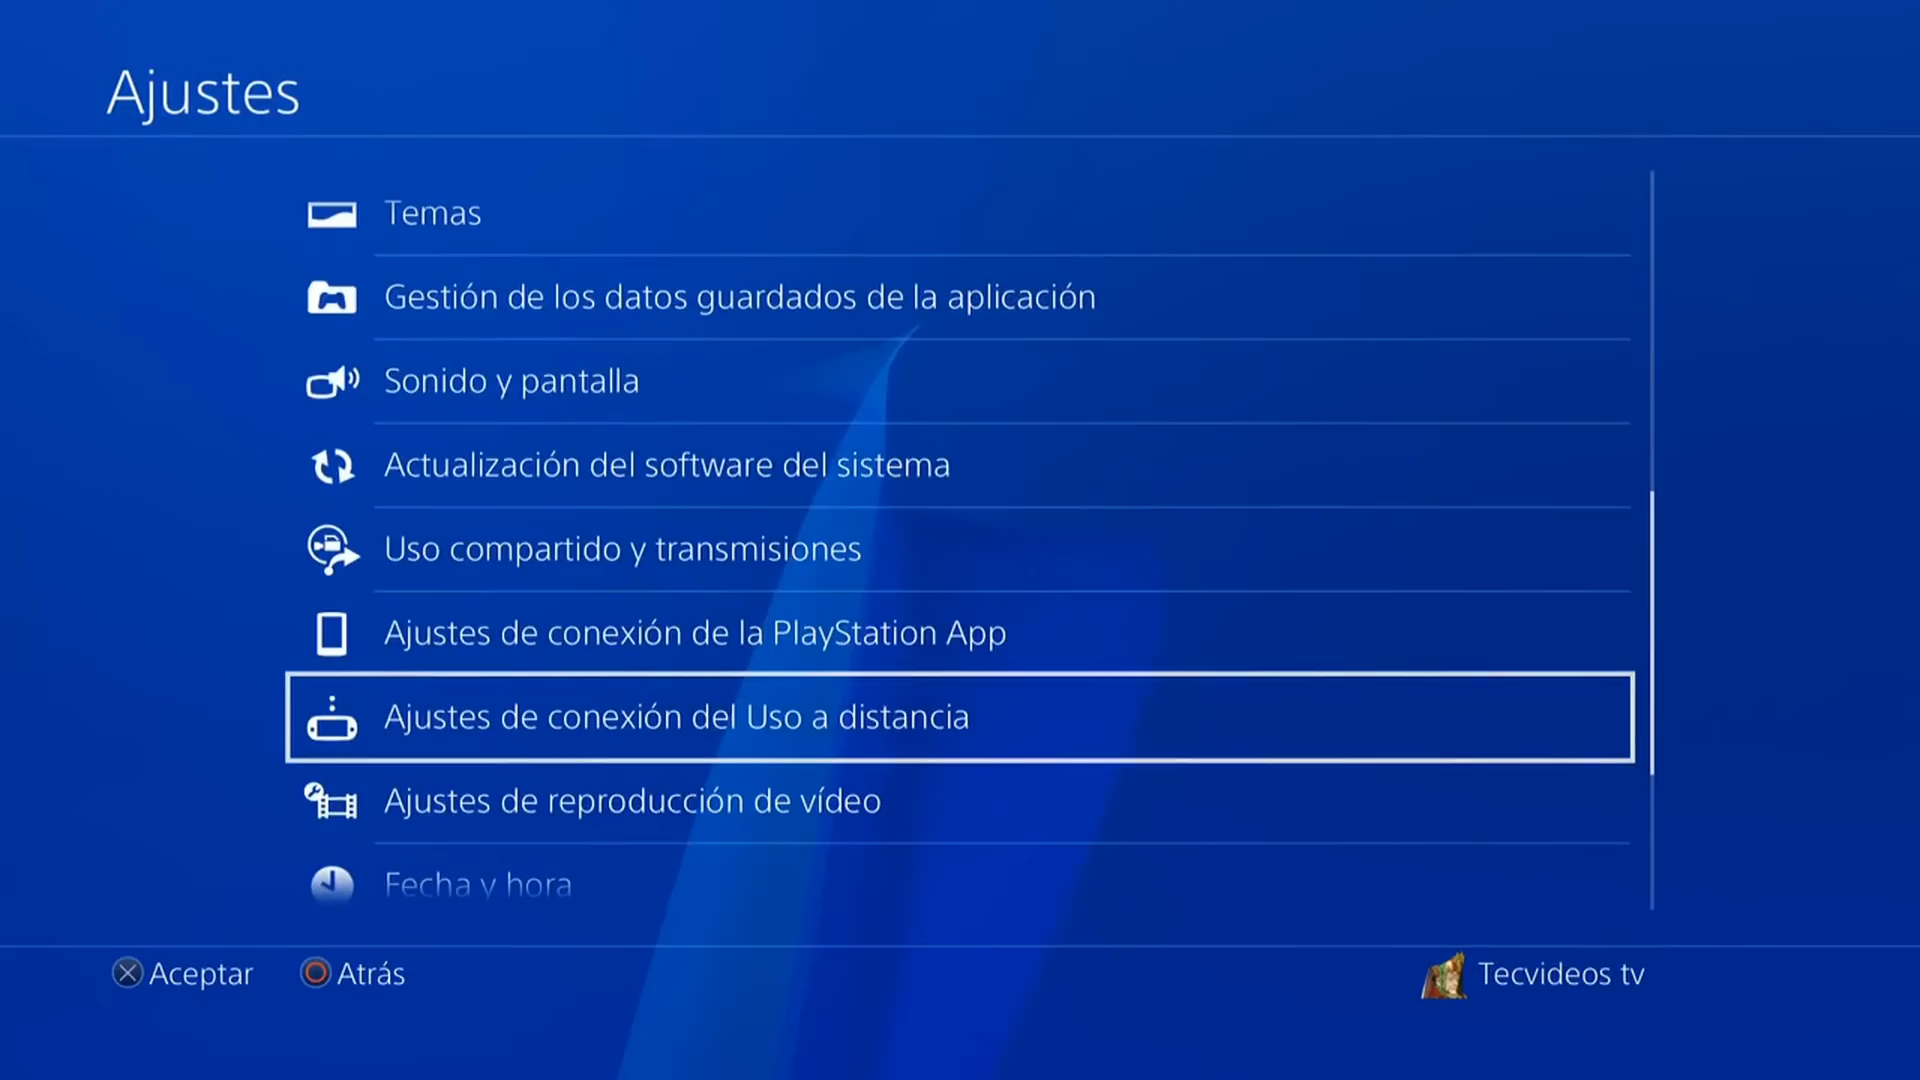 Ajustes
Temas
Gestión de los datos guardados de la aplicación
Sonido y pantalla
Actualización del software del sistema
Uso compartido y transmisiones
Ajustes de conexión de la PlayStation App
Ajustes de conexión del Uso a distancia
Ajustes de reproducción de vídeo
Fecha y hora
Aceptar Atrás Tecvideos tv